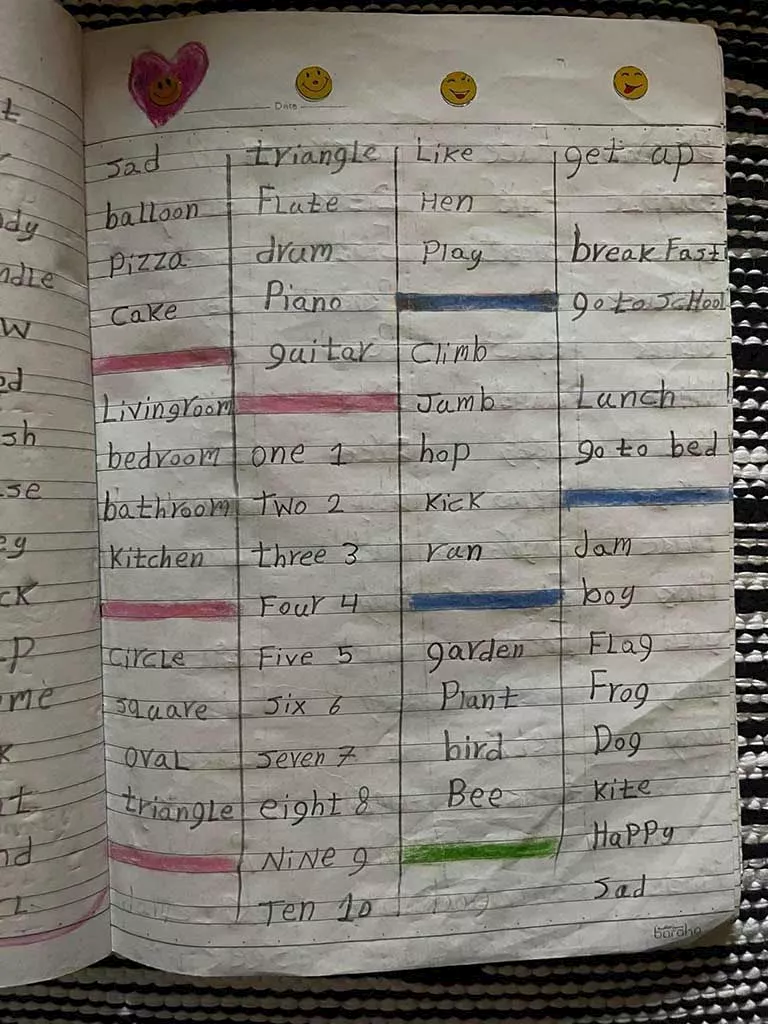 Date
sad
balloon
Pizza
Cake
Livingroom
bedroom
bathroom
Kitchen
Circle
square
OVAL
triangle
triangle
Flute
drum
Piano
guitar
one 1
Two 2
three 3
Four 4
Five 5
Six 6
Seven 7
eight 8
NiNe 9
Ten 10
Like
Hen
Play
Climb
Jumb
hop
Kick
run
garden
Plant
bird
Bee
get up
breakFast
go to scHool
Lunch
go to bed
Jam
boy
FLag
Frog
Dog
kite
HaPPy
Sad
baraha